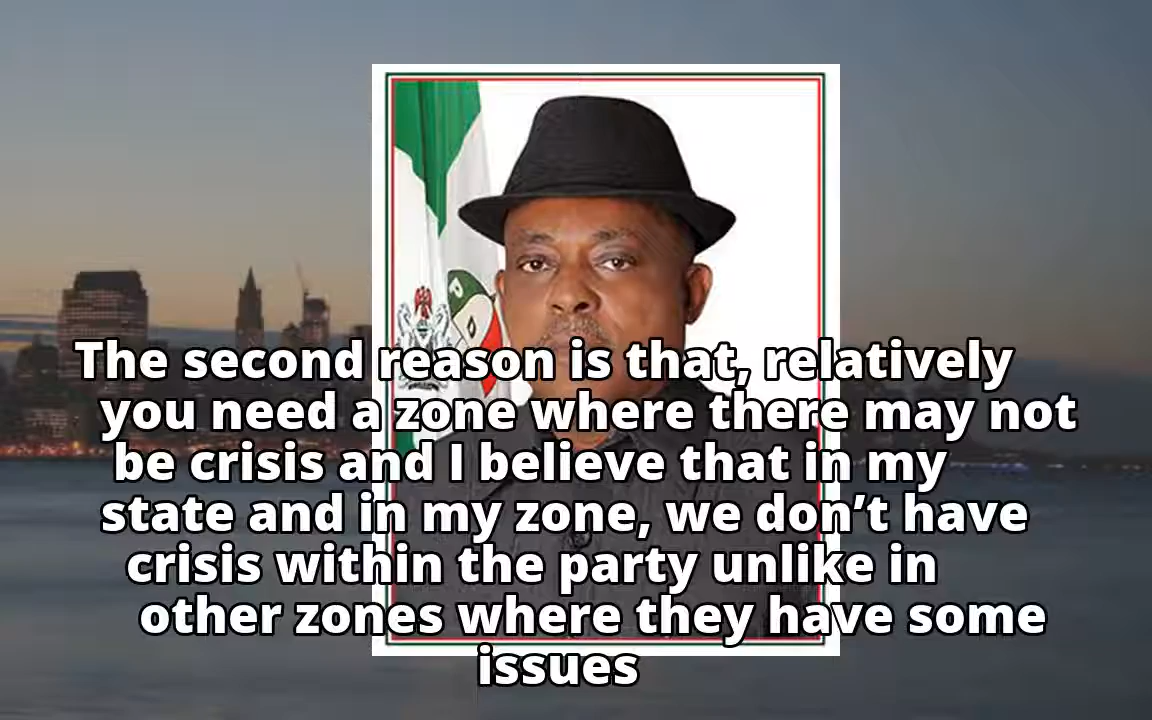 The second reason is that, relatively
you need a zone where there may not
be crisis and I believe that in my
state and in my zone, we don’t have
crisis within the party unlike in
other zones where they have some
issues